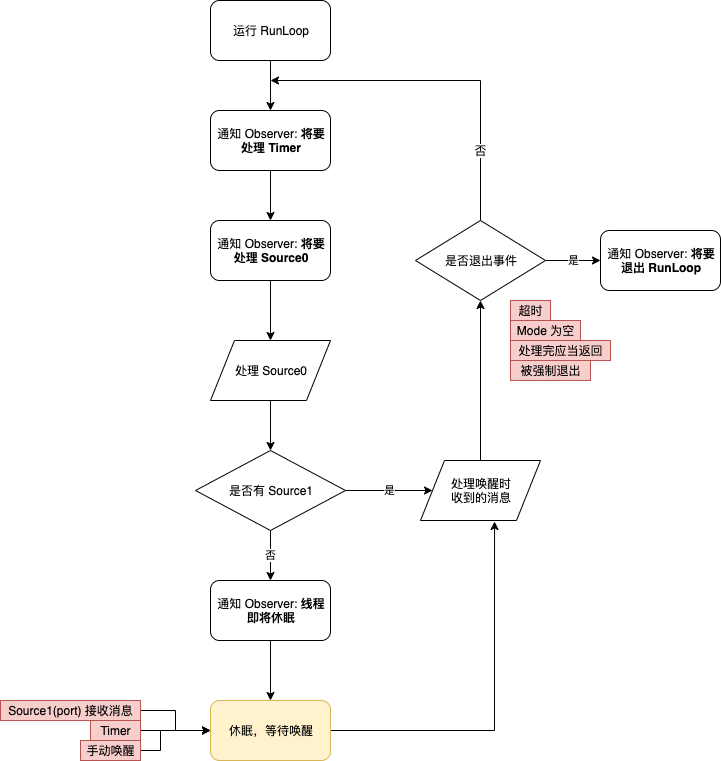 运行 RunLoop
通知 Observer: 将要
处理 Timer
通知 Observer: 将要
处理 Source0
处理 Source0
是否有 Source1
是
否
通知 Observer: 线程
即将休眠
休眠，等待唤醒
Source1(port) 接收消息
Timer
手动唤醒
处理唤醒时
收到的消息
超时
Mode 为空
处理完应当返回
被强制退出
是否退出事件
否
是
通知 Observer: 将要
退出 RunLoop